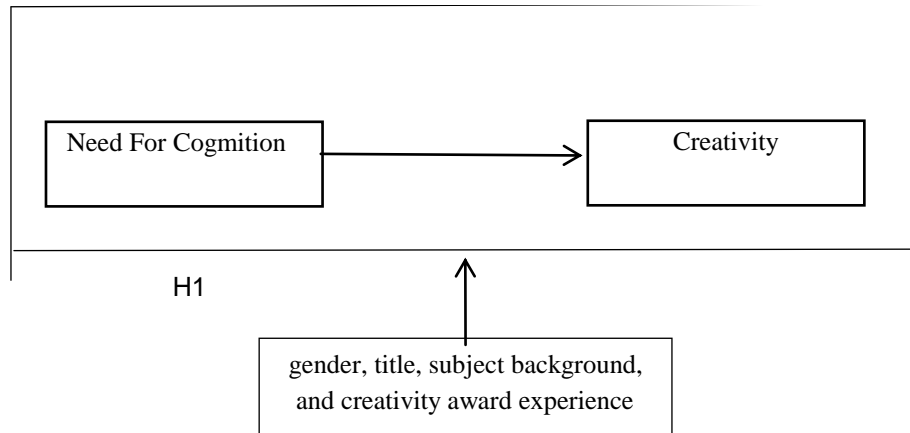 Need For Cogmition
Creativity
H1
gender, title, subject background,
and creativity award experience